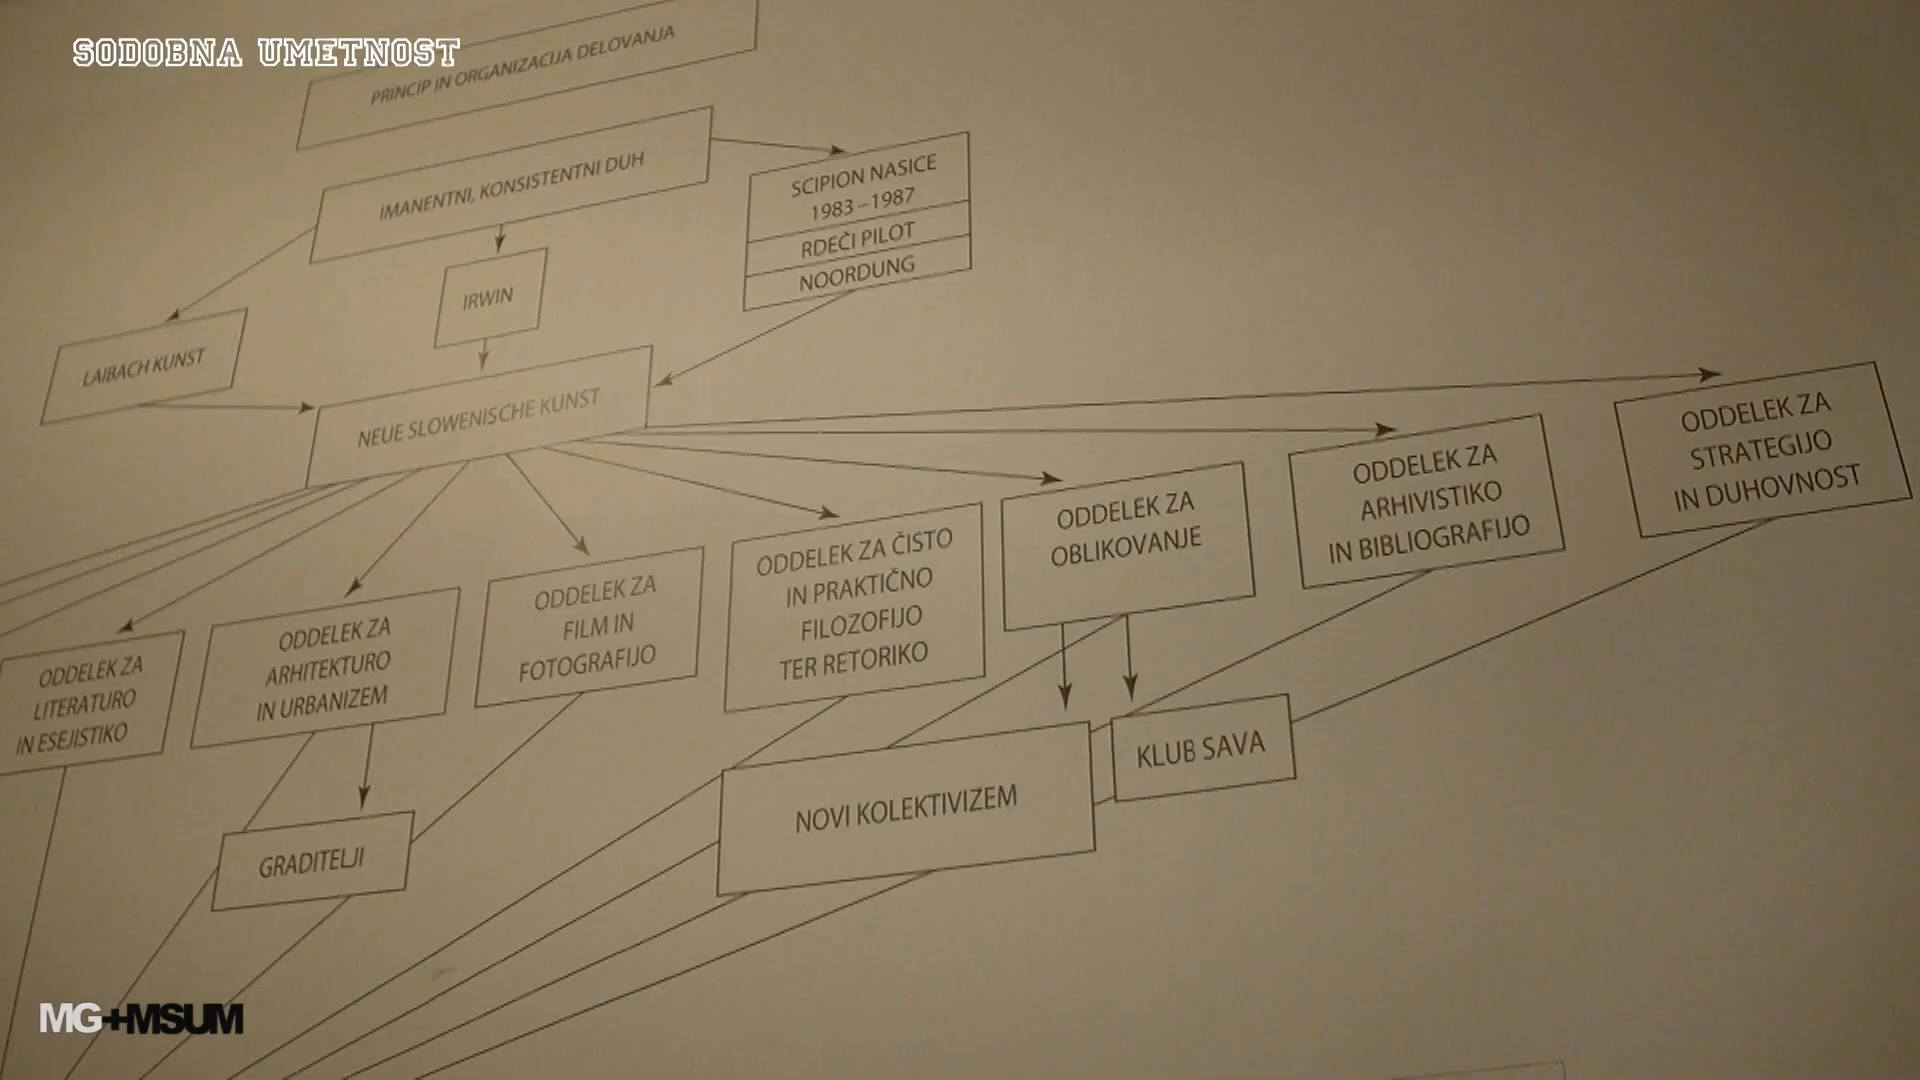 SODOBNA UMETNOST
PRINCIP IN ORGANIZACIJA DELOVANJA
IMANENTNI, KONSISTENTNI DUH
SCIPION NASICE
1983–1987
RDEČI PILOT
NOORDUNG
IRWIN
LAIBACH KUNST
NEUE SLOWENISCHE KUNST
ODDELEK ZA
STRATEGIJO
IN DUHOVNOST
ODDELEK ZA
ARHIVISTIKO
IN BIBLIOGRAFIJO
ODDELEK ZA
OBLIKOVANJE
ODDELEK ZA ČISTO
IN PRAKTIČNO
FILOZOFIJO
TER RETORIKO
ODDELEK ZA
FILM IN
FOTOGRAFIJO
ODDELEK ZA
ARHITEKTURO
IN URBANIZEM
ODDELEK ZA
LITERATURO
IN ESEJISTIKO
NOVI KOLEKTIVIZEM
KLUB SAVA
GRADITELJI
MG+MSUM